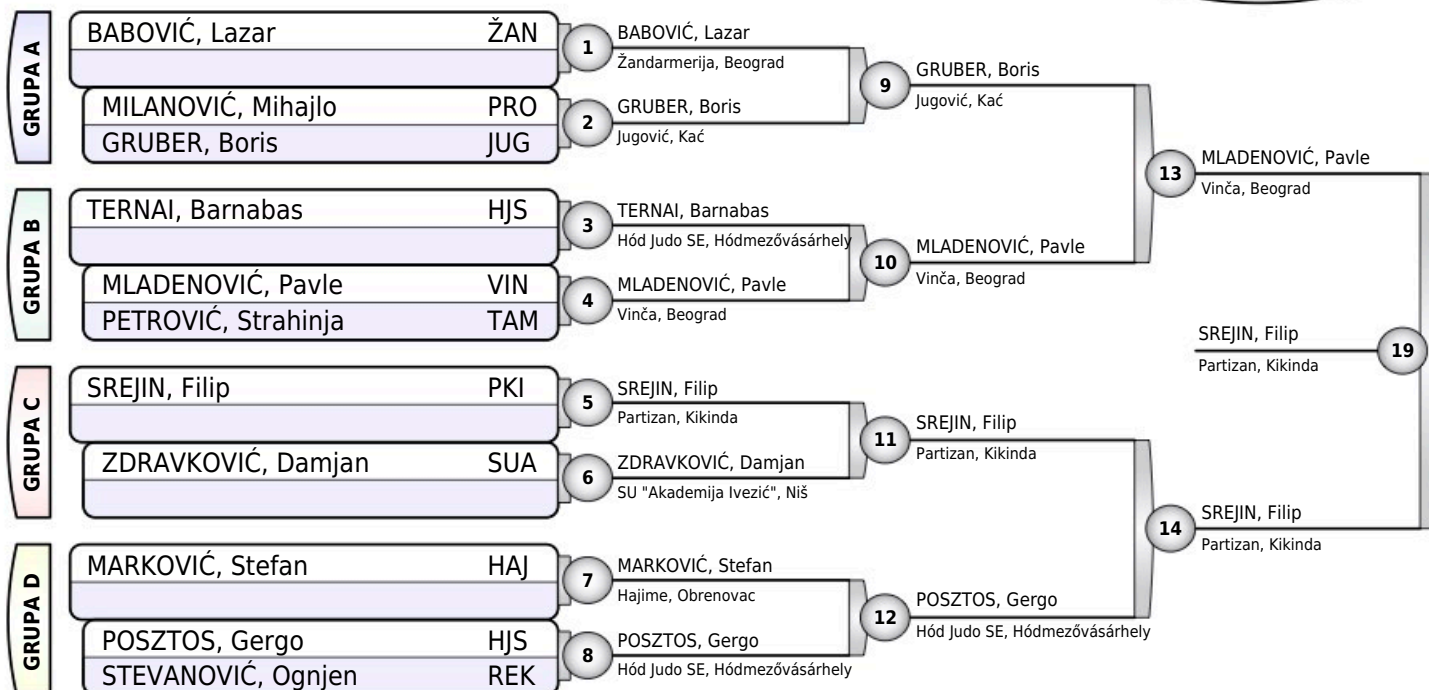 GRUPA A
BABOVIĆ, Lazar ŽAN
MILANOVIĆ, Mihajlo PRO
GRUBER, Boris JUG
1
BABOVIĆ, Lazar
Žandarmerija, Beograd
2
GRUBER, Boris
Jugović, Kać
9
GRUBER, Boris
Jugović, Kać
GRUPA B
TERNAI, Barnabas HJS
MLADENOVIĆ, Pavle VIN
PETROVIĆ, Strahinja TAM
3
TERNAI, Barnabas
Hód Judo SE, Hódmezővásárhely
4
MLADENOVIĆ, Pavle
Vinča, Beograd
10
MLADENOVIĆ, Pavle
Vinča, Beograd
13
MLADENOVIĆ, Pavle
Vinča, Beograd
GRUPA C
SREJIN, Filip PKI
ZDRAVKOVIĆ, Damjan SUA
5
SREJIN, Filip
Partizan, Kikinda
6
ZDRAVKOVIĆ, Damjan
SU "Akademija Ivezić", Niš
11
SREJIN, Filip
Partizan, Kikinda
GRUPA D
MARKOVIĆ, Stefan HAJ
POSZTOS, Gergo HJS
STEVANOVIĆ, Ognjen REK
7
MARKOVIĆ, Stefan
Hajime, Obrenovac
8
POSZTOS, Gergo
Hód Judo SE, Hódmezővásárhely
12
POSZTOS, Gergo
Hód Judo SE, Hódmezővásárhely
14
SREJIN, Filip
Partizan, Kikinda
SREJIN, Filip
Partizan, Kikinda
19